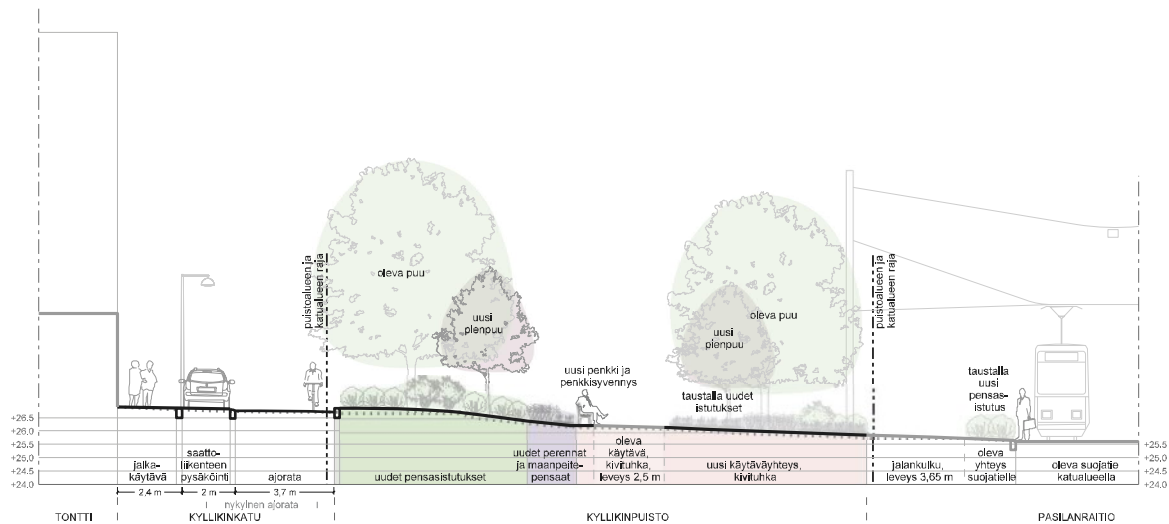 25.5
25.5
puistoalueen ja
katualueen raja
oleva puu
uusi
pienpuu
oleva puu
uusi
pienpuu
puistoalueen ja
katualueen raja
uusi penkki ja
penkkisyvennys
taustalla uudet
istutukset
taustalla
uusi
pensas-
istutus
+26.5
+26.0
+25.5
+25.0
+24.5
+24.0
+25.5
+25.0
+24.5
+24.0
jalka-
käytävä
saatto-
liikenteen
pysäköinti
ajorata
uudet pensasistutukset
uudet perennat
ja maanpeite-
pensaat
oleva
käytävä,
kivituhka,
leveys 2,5 m
uusi käytäväyhteys,
kivituhka
jalankulku,
leveys 3,65 m
oleva
yhteys
suojatielle
oleva suojatie
katualueella
2,4 m
2 m
3,7 m
nykyinen ajorata
TONTTI
KYLLIKINKATU
KYLLIKINPUISTO
PASILANRAITIO